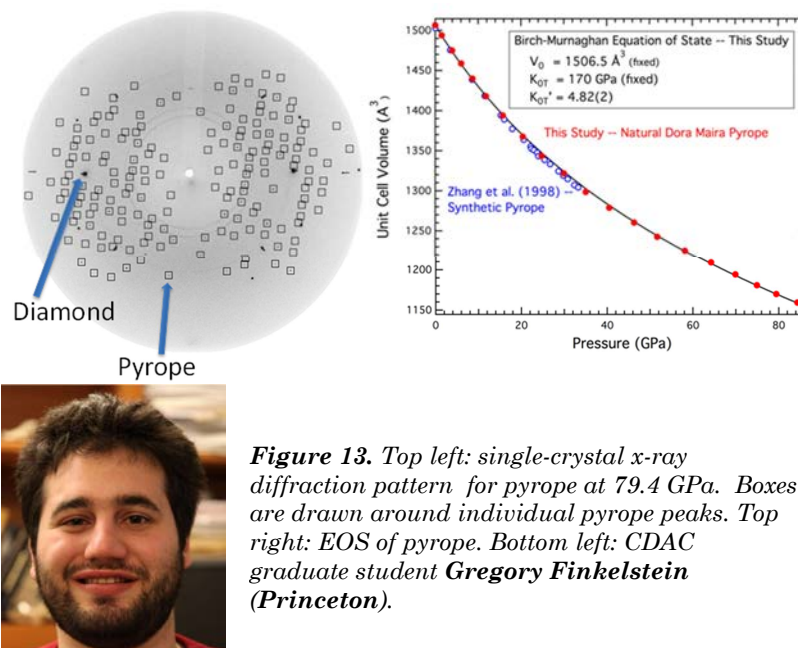 Diamond
Pyrope
1500
1450
1400
1350
1300
1250
1200
1150
Unit Cell Volume (Å³)
Birch-Murnaghan Equation of State -- This Study
V₀ = 1506.5 Å³ (fixed)
K₀T = 170 GPa (fixed)
K₀T' = 4.82(2)
This Study -- Natural Dora Maira Pyrope
Zhang et al. (1998) --
Synthetic Pyrope
0 20 40 60 80
Pressure (GPa)
Figure 13. Top left: single-crystal x-ray
diffraction pattern for pyrope at 79.4 GPa. Boxes
are drawn around individual pyrope peaks. Top
right: EOS of pyrope. Bottom left: CDAC
graduate student Gregory Finkelstein
(Princeton).